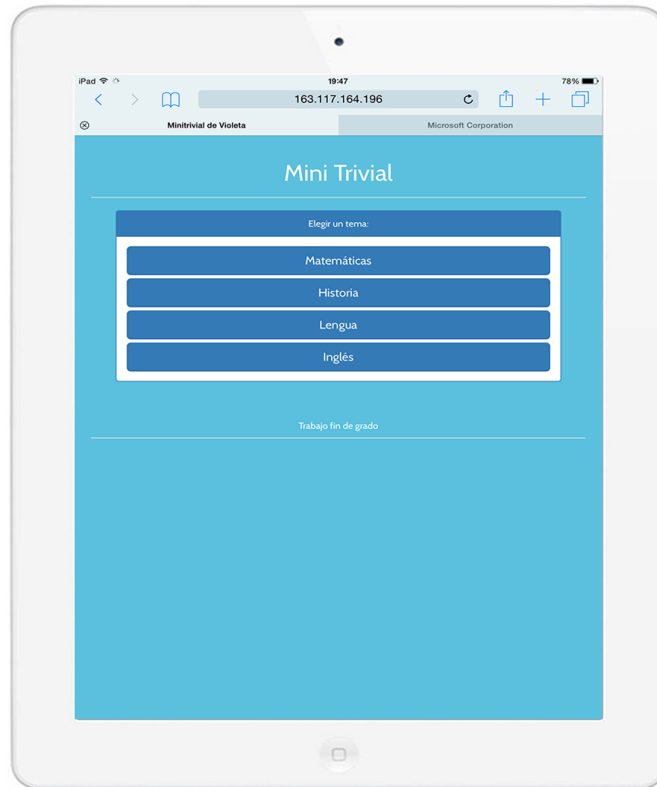 iPad 19:47 78%
163.117.164.196
Minitrivial de Violeta Microsoft Corporation
Mini Trivial
Elegir un tema:
Matemáticas
Historia
Lengua
Inglés
Trabajo fin de grado